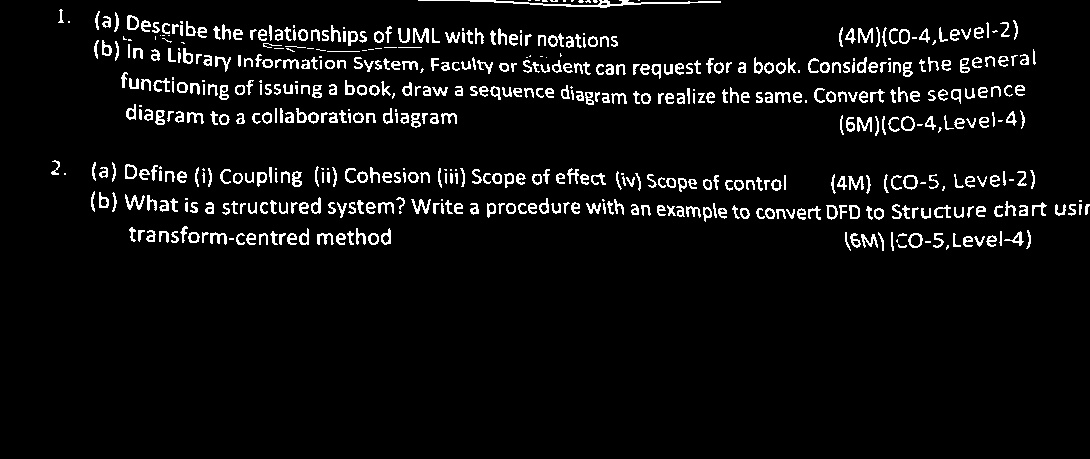 1. (a) Describe the relationships of UML with their notations (4M)(CO-4,Level-2)
(b) In a Library Information System, Faculty or Student can request for a book. Considering the general
functioning of issuing a book, draw a sequence diagram to realize the same. Convert the sequence
diagram to a collaboration diagram (6M)(CO-4,Level-4)
2. (a) Define (i) Coupling (ii) Cohesion (iii) Scope of effect (iv) Scope of control (4M) (CO-5, Level-2)
(b) What is a structured system? Write a procedure with an example to convert DFD to Structure chart usin
transform-centred method (6M) (CO-5,Level-4)